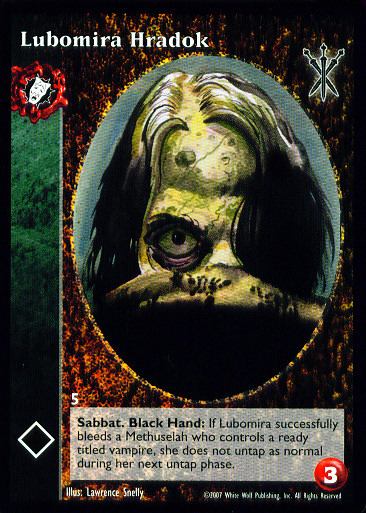 Lubomira Hradok
5
Sabbat. Black Hand: If Lubomira successfully
bleeds a Methuselah who controls a ready
titled vampire, she does not untap as normal
during her next untap phase.
3
Illus: Lawrence Snelly
©2007 White Wolf Publishing, Inc. All Rights Reserved